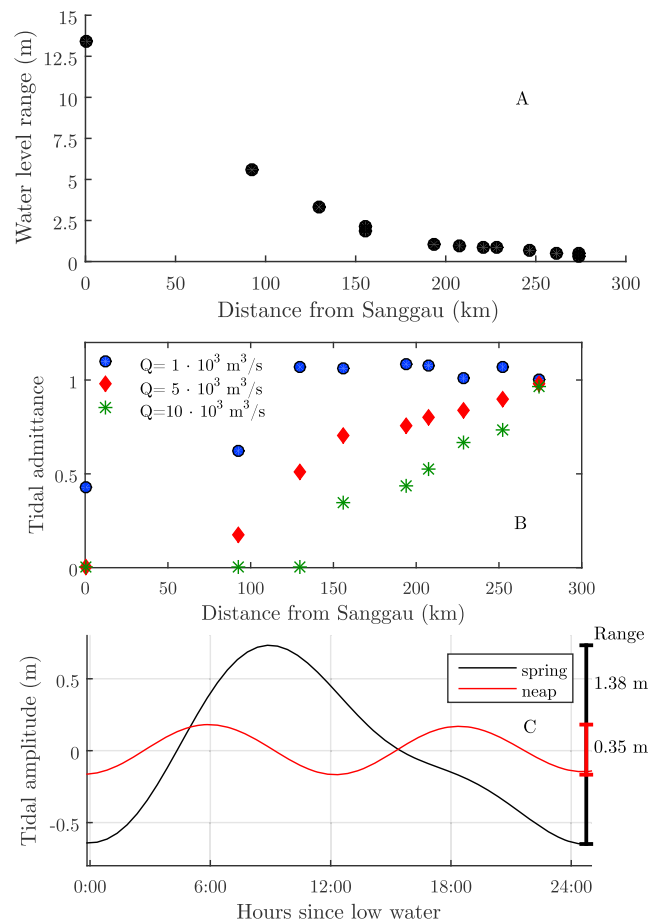 15
12.5
10
7.5
5
2.5
0
Water level range (m)
A
0 50 100 150 200 250 300
Distance from Sanggau (km)
Q= 1 · 10³ m³/s
Q= 5 · 10³ m³/s
Q=10 · 10³ m³/s
1
0.5
0
Tidal admittance
B
0 50 100 150 200 250 300
Distance from Sanggau (km)
Range
spring
neap
1.38 m
C
0.35 m
0.5
0
-0.5
Tidal amplitude (m)
0:00 6:00 12:00 18:00 24:00
Hours since low water